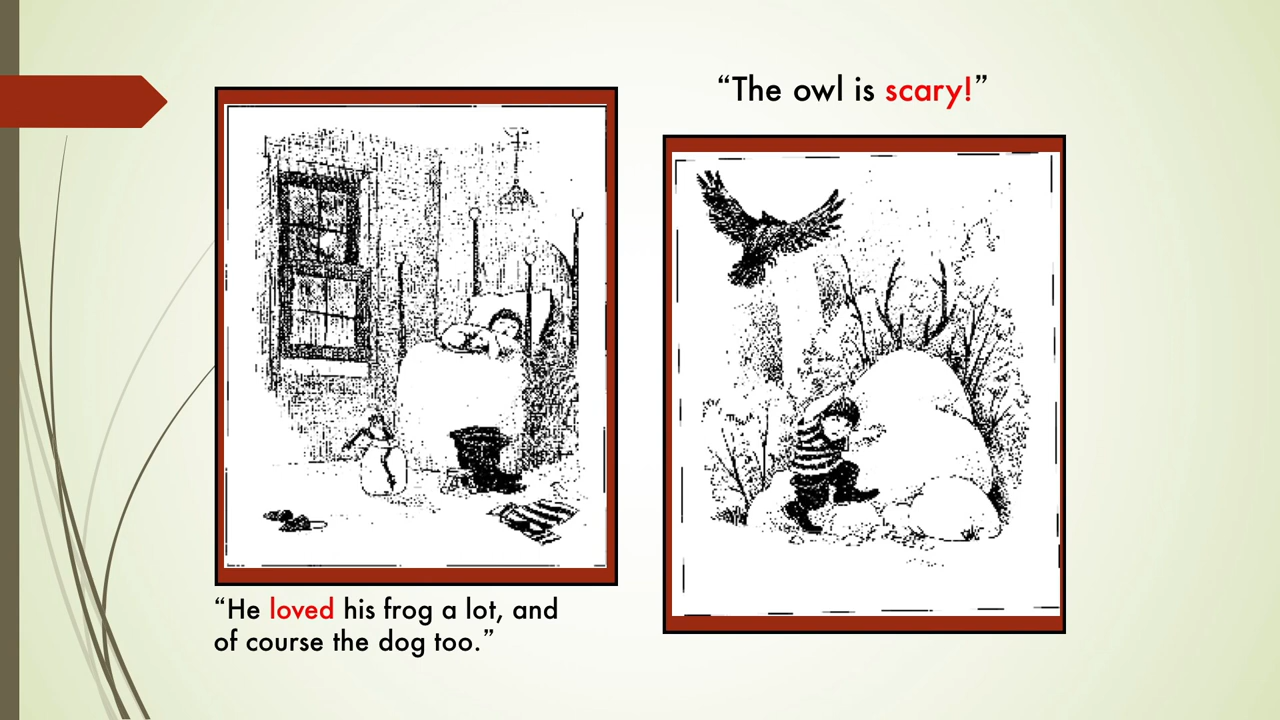 “The owl is scary!”
“He loved his frog a lot, and
of course the dog too.”